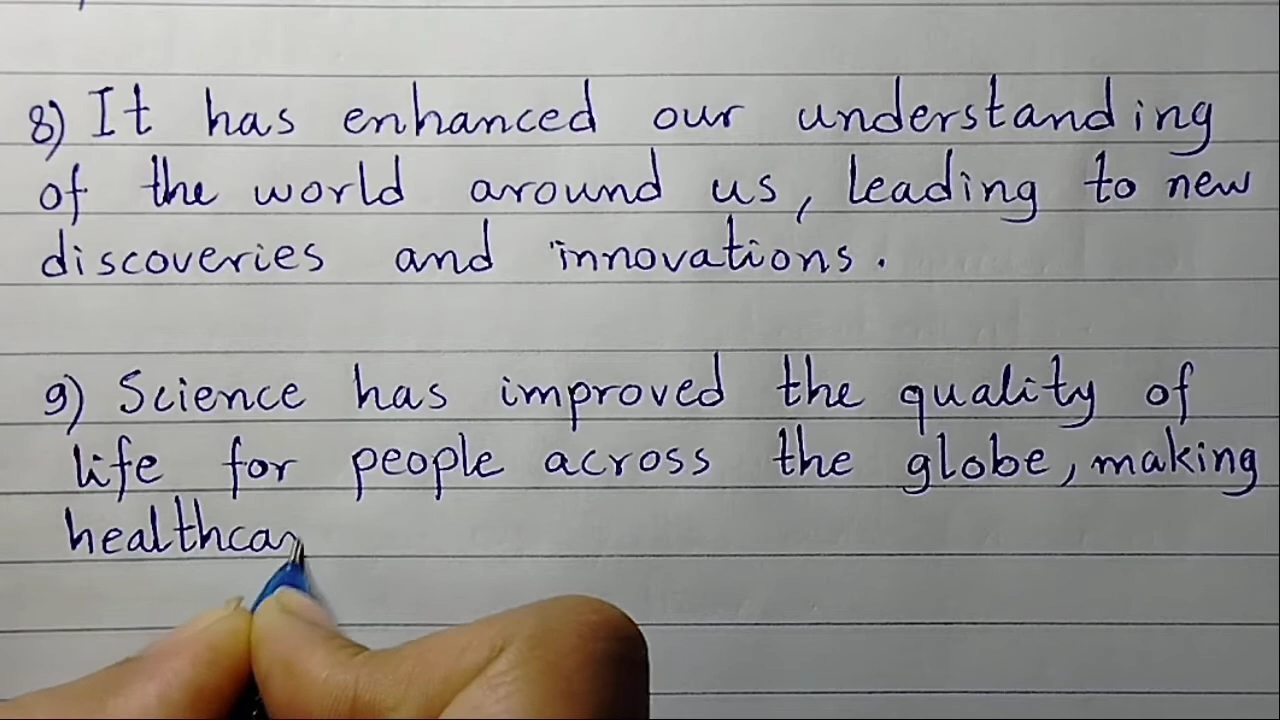 8) It has enhanced our understanding
of the world around us, leading to new
discoveries and innovations.
9) Science has improved the quality of
life for people across the globe, making
healthcar